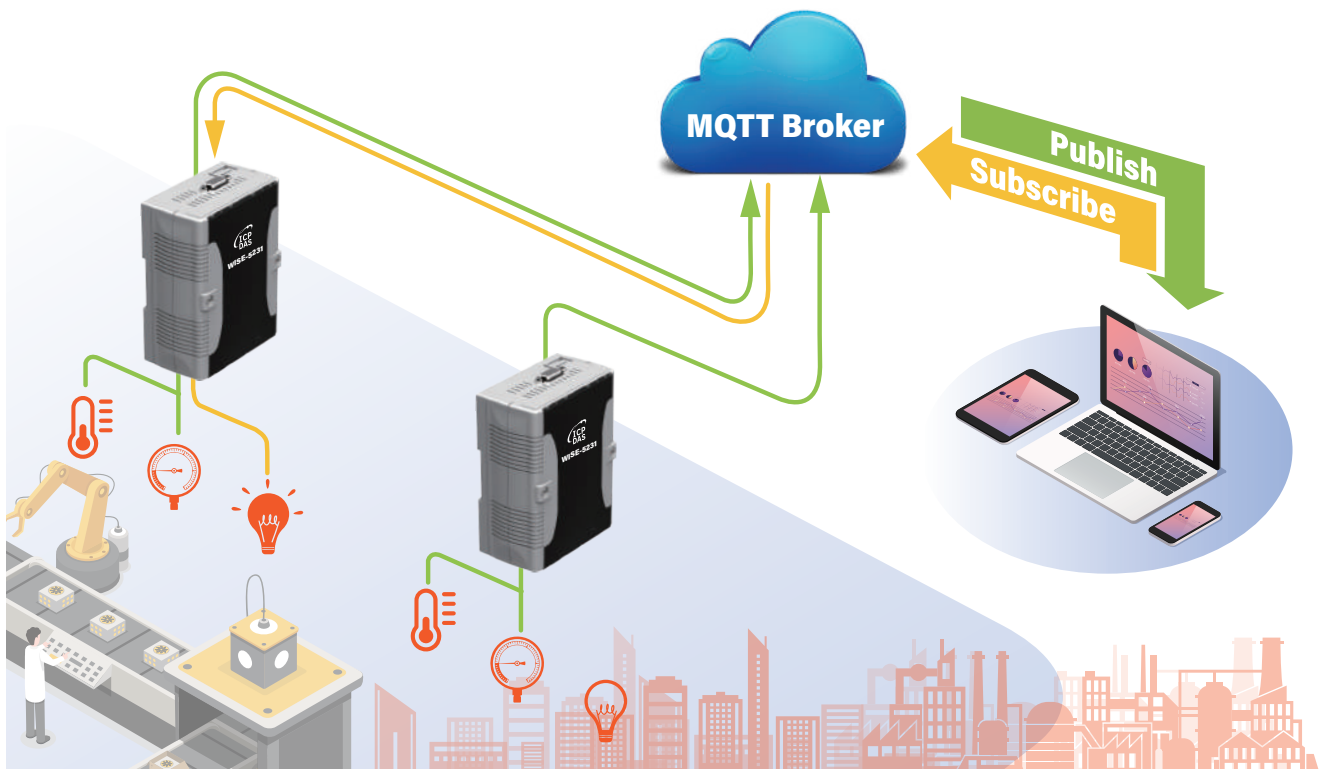 MQTT Broker
Publish
Subscribe
ICP
DAS
WISE-5231
ICP
DAS
WISE-5231